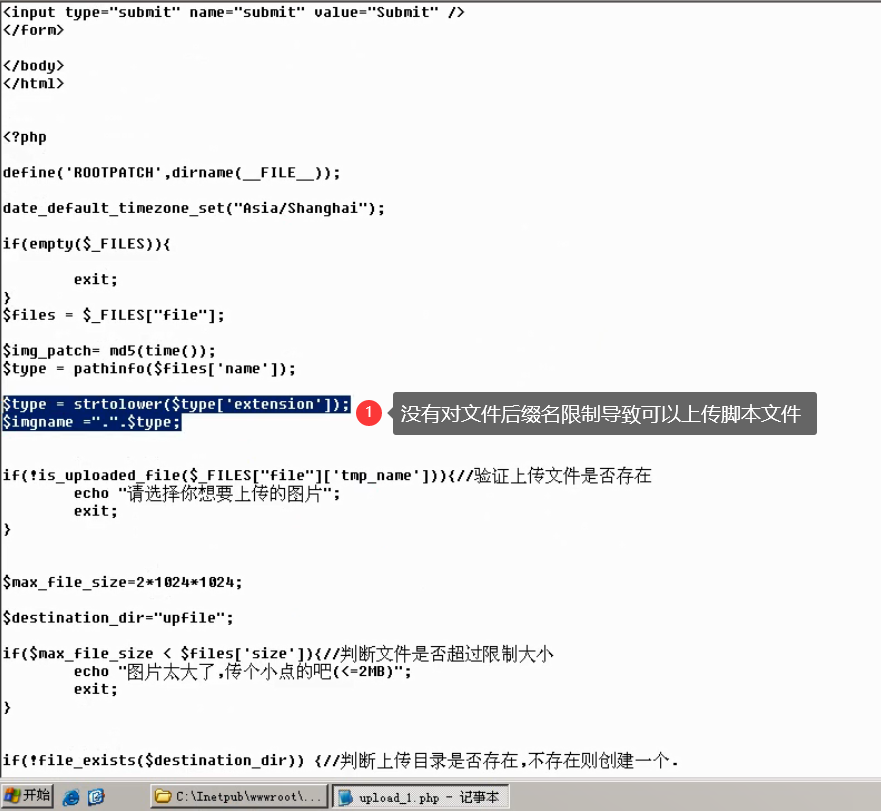 <input type="submit" name="submit" value="Submit" />
</form>
</body>
</html>
<?php
define('ROOTPATCH',dirname(__FILE__));
date_default_timezone_set("Asia/Shanghai");
if(empty($_FILES)){
exit;
}
$files = $_FILES["file"];
$img_patch= md5(time());
$type = pathinfo($files['name']);
$type = strtolower($type['extension']);
$imgname =".".$type;
1
没有对文件后缀名限制导致可以上传脚本文件
if(!is_uploaded_file($_FILES["file"]['tmp_name'])){//验证上传文件是否存在
echo "请选择你想要上传的图片";
exit;
}
$max_file_size=2*1024*1024;
$destination_dir="upfile";
if($max_file_size < $files['size']){//判断文件是否超过限制大小
echo "图片太大了,传个小点的吧(<=2MB)";
exit;
}
if(!file_exists($destination_dir)) {//判断上传目录是否存在,不存在则创建一个.
开始
C:\Inetpub\wwwroot\...
upload_1.php - 记事本